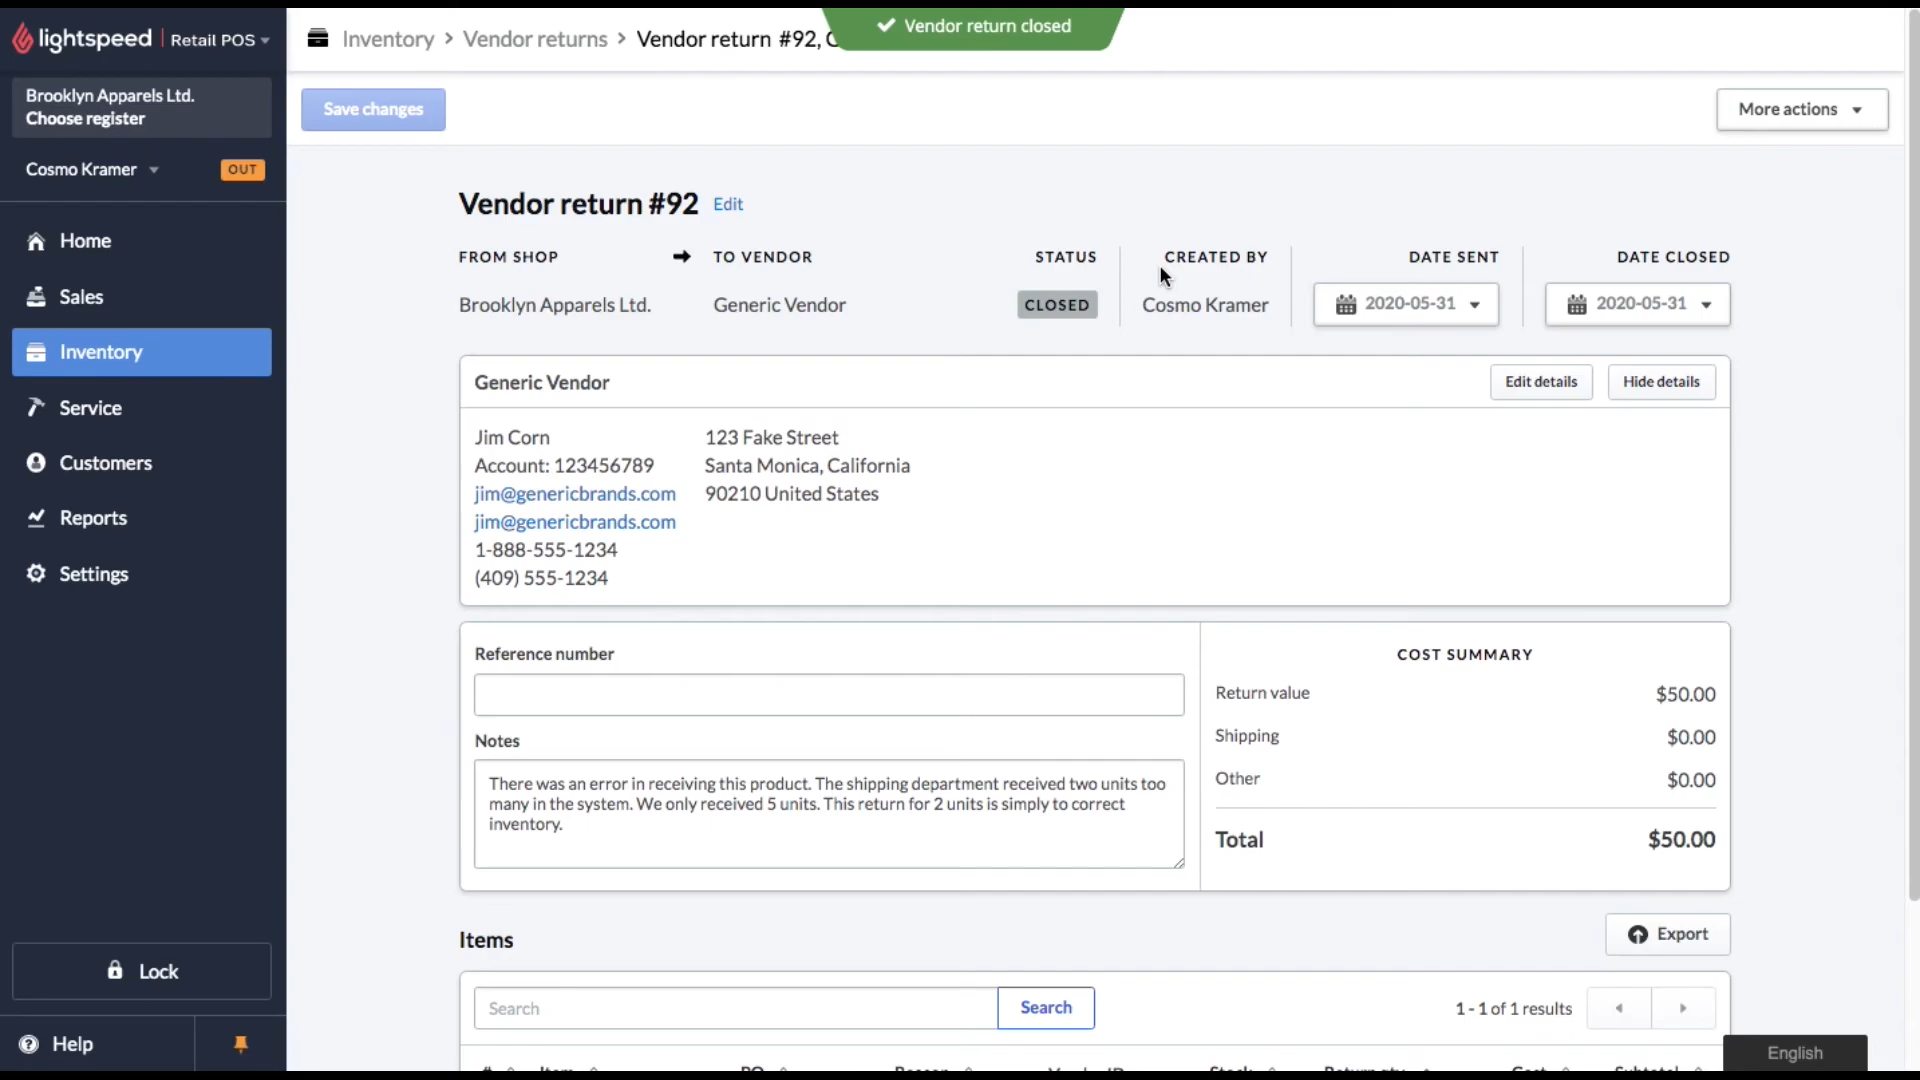 lightspeed | Retail POS
Inventory > Vendor returns > Vendor return #92,
Vendor return closed
Brooklyn Apparels Ltd.
Choose register
Save changes
More actions
Cosmo Kramer
OUT
Home
Sales
Inventory
Service
Customers
Reports
Settings
Lock
Help
Vendor return #92 Edit
FROM SHOP → TO VENDOR STATUS CREATED BY DATE SENT DATE CLOSED
Brooklyn Apparels Ltd. Generic Vendor CLOSED Cosmo Kramer 2020-05-31 2020-05-31
Generic Vendor Edit details Hide details
Jim Corn 123 Fake Street
Account: 123456789 Santa Monica, California
jim@genericbrands.com 90210 United States
jim@genericbrands.com
1-888-555-1234
(409) 555-1234
Reference number
Notes
There was an error in receiving this product. The shipping department received two units too
many in the system. We only received 5 units. This return for 2 units is simply to correct
inventory.
COST SUMMARY
Return value $50.00
Shipping $0.00
Other $0.00
Total $50.00
Items Export
Search Search 1 - 1 of 1 results
English